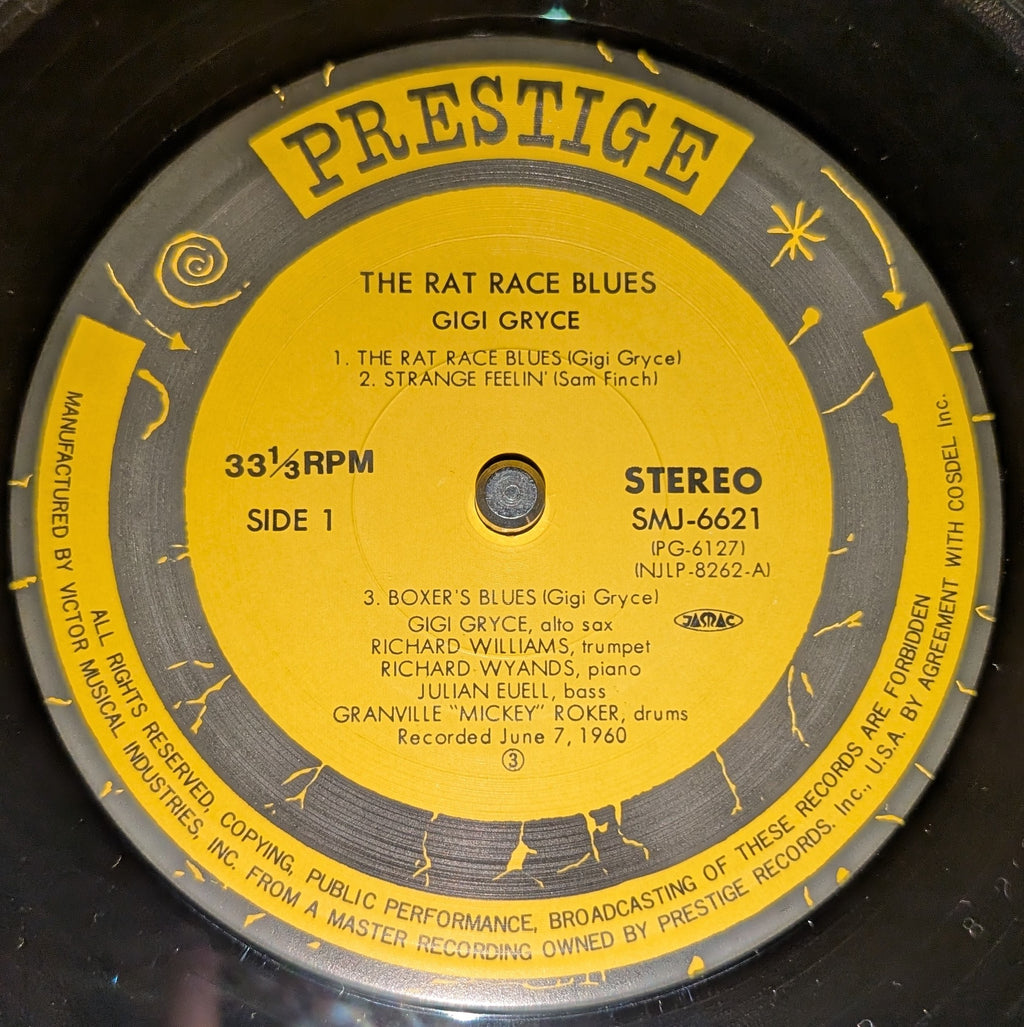 PRESTIGE
THE RAT RACE BLUES
GIGI GRYCE
1. THE RAT RACE BLUES (Gigi Gryce)
2. STRANGE FEELIN' (Sam Finch)
33⅓RPM
SIDE 1
STEREO
SMJ-6621
(PG-6127)
(NJLP-8262-A)
3. BOXER'S BLUES (Gigi Gryce)
GIGI GRYCE, alto sax
JASRAC
RICHARD WILLIAMS, trumpet
RICHARD WYANDS, piano
JULIAN EUELL, bass
GRANVILLE "MICKEY" ROKER, drums
Recorded June 7, 1960
③
ALL RIGHTS RESERVED, COPYING, PUBLIC PERFORMANCE, BROADCASTING OF THESE RECORDS ARE FORBIDDEN
MANUFACTURED BY VICTOR MUSICAL INDUSTRIES, INC. FROM A MASTER RECORDING OWNED BY PRESTIGE RECORDS. Inc., U.S.A. BY AGREEMENT WITH COSDEL Inc.